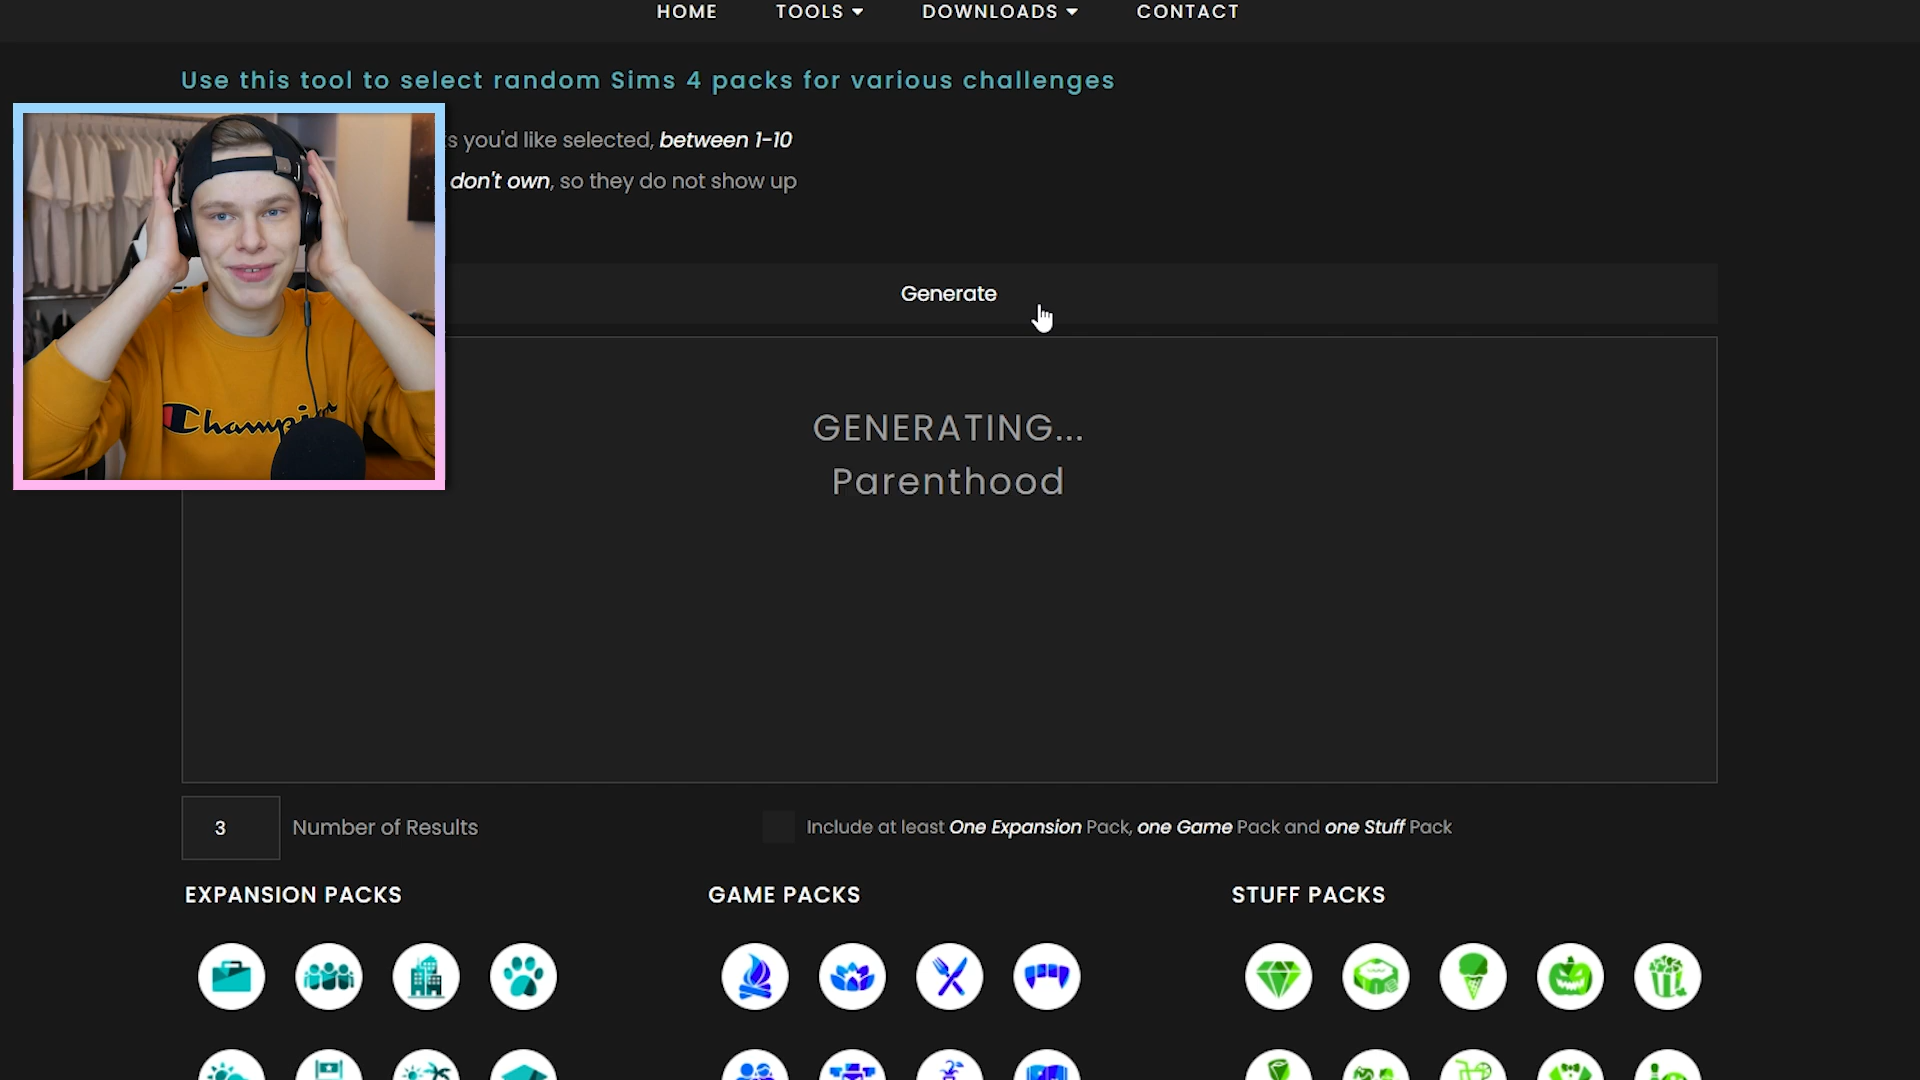 HOME TOOLS DOWNLOADS CONTACT
Use this tool to select random Sims 4 packs for various challenges
you'd like selected, between 1-10
don't own, so they do not show up
Generate
GENERATING...
Parenthood
Champion
3 Number of Results
Include at least One Expansion Pack, one Game Pack and one Stuff Pack
EXPANSION PACKS
GAME PACKS
STUFF PACKS